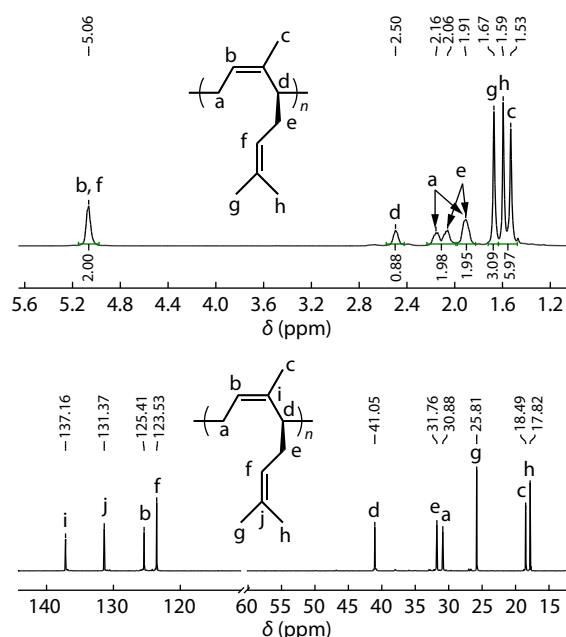 5.06 2.50 2.16 2.06 1.91 1.67 1.59 1.53
c
b
d
( )n
a
e
f
g h
b, f
d
a
e
g
h
c
2.00 0.88 1.98 1.95 3.09 5.97
5.6 5.2 4.8 4.4 4.0 3.6 3.2 2.8 2.4 2.0 1.6 1.2
δ (ppm)
137.16 131.37 125.41 123.53 41.05 31.76 30.88 25.81 18.49 17.82
c
b
i
d
( )n
a
e
f
j
g h
i j b f d e a g c h
140 130 120 60 55 50 45 40 35 30 25 20 15
δ (ppm)